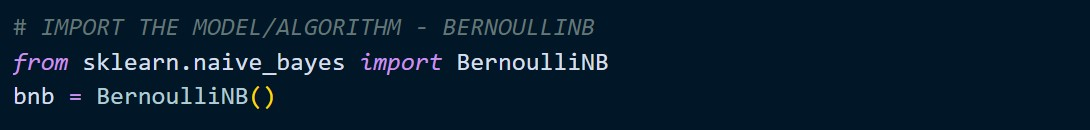 # IMPORT THE MODEL/ALGORITHM - BERNOULLINB
from sklearn.naive_bayes import BernoulliNB
bnb = BernoulliNB()